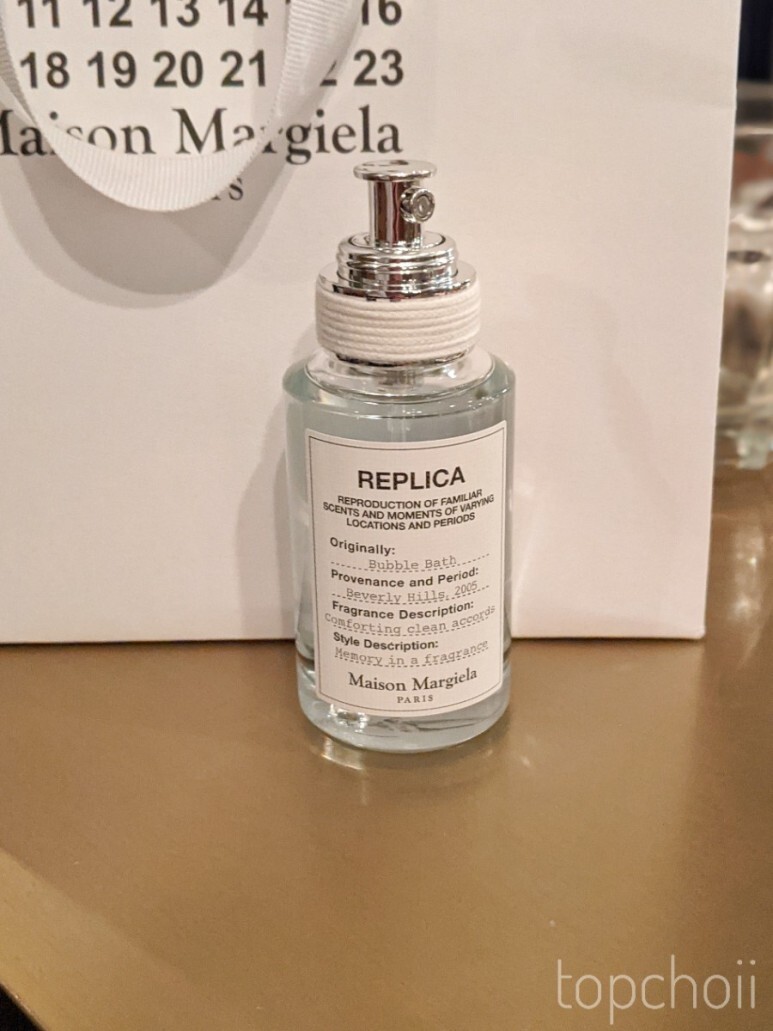 11 12 13 14 16
18 19 20 21 23
Maison Margiela
REPLICA
REPRODUCTION OF FAMILIAR
SCENTS AND MOMENTS OF VARYING
LOCATIONS AND PERIODS
Originally:
Bubble Bath
Provenance and Period:
Beverly Hills, 2005
Fragrance Description:
Comforting clean accords
Style Description:
Memory in a fragrance
Maison Margiela
PARIS
topchoii